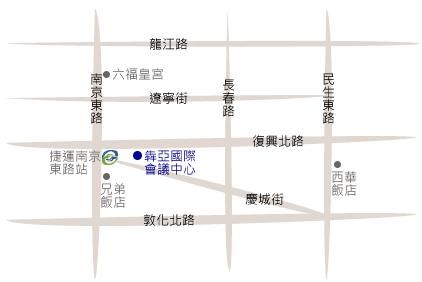 龍江路
六福皇宮
南京東路
遼寧街
長春路
民生東路
復興北路
捷運南京
東路站
犇亞國際
會議中心
西華
飯店
兄弟
飯店
慶城街
敦化北路